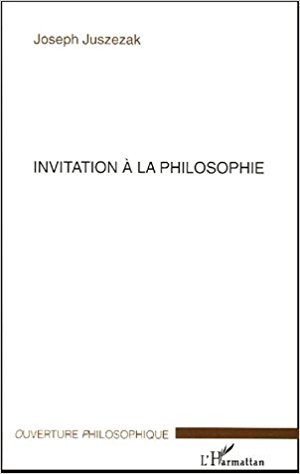 Joseph Juszezak
INVITATION À LA PHILOSOPHIE
OUVERTURE PHILOSOPHIQUE
L'Harmattan